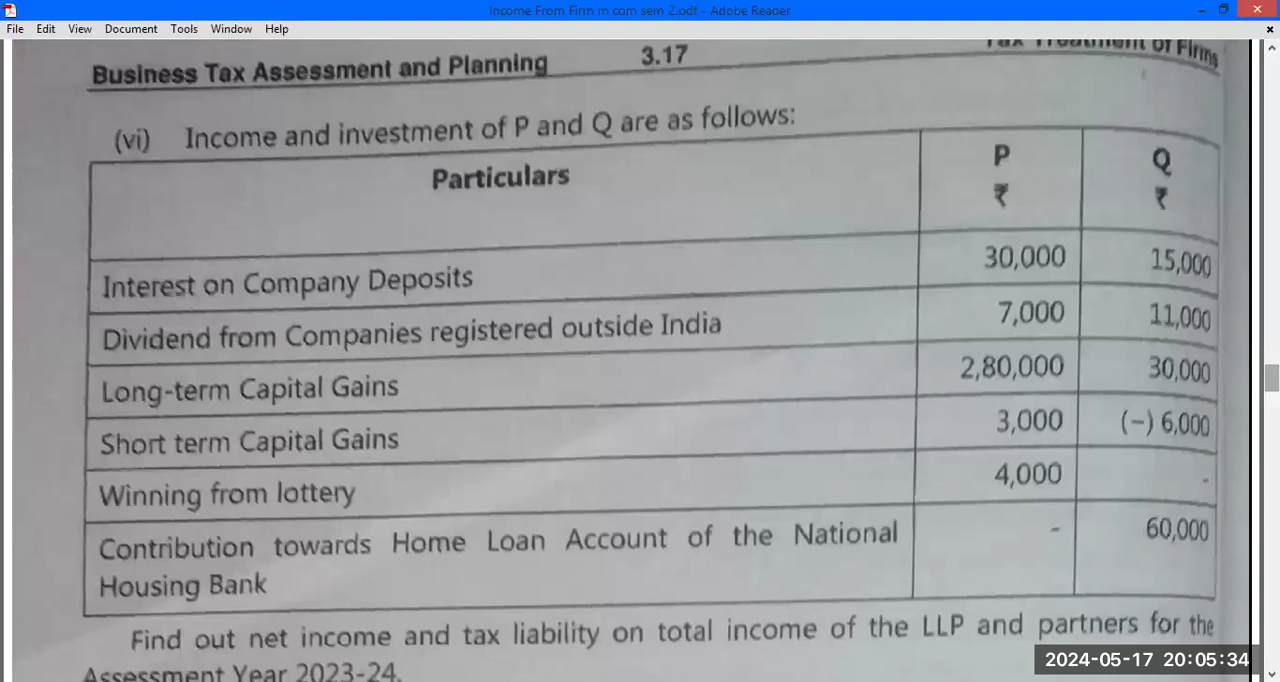 Income From Firm m com sem 2.pdf - Adobe Reader
File Edit View Document Tools Window Help
Business Tax Assessment and Planning 3.17 Tax Treatment of Firms
(vi) Income and investment of P and Q are as follows:
Particulars P Q
₹ ₹
Interest on Company Deposits 30,000 15,000
Dividend from Companies registered outside India 7,000 11,000
Long-term Capital Gains 2,80,000 30,000
Short term Capital Gains 3,000 (-) 6,000
Winning from lottery 4,000 -
Contribution towards Home Loan Account of the National - 60,000
Housing Bank
Find out net income and tax liability on total income of the LLP and partners for the
Assessment Year 2023-24.
2024-05-17 20:05:34